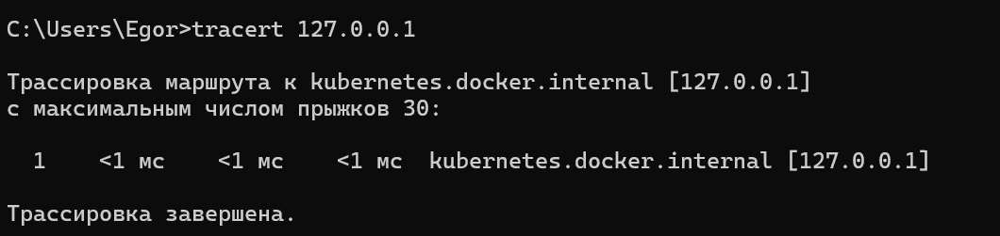 C:\Users\Egor>tracert 127.0.0.1
Трассировка маршрута к kubernetes.docker.internal [127.0.0.1]
с максимальным числом прыжков 30:
1 <1 мс <1 мс <1 мс kubernetes.docker.internal [127.0.0.1]
Трассировка завершена.